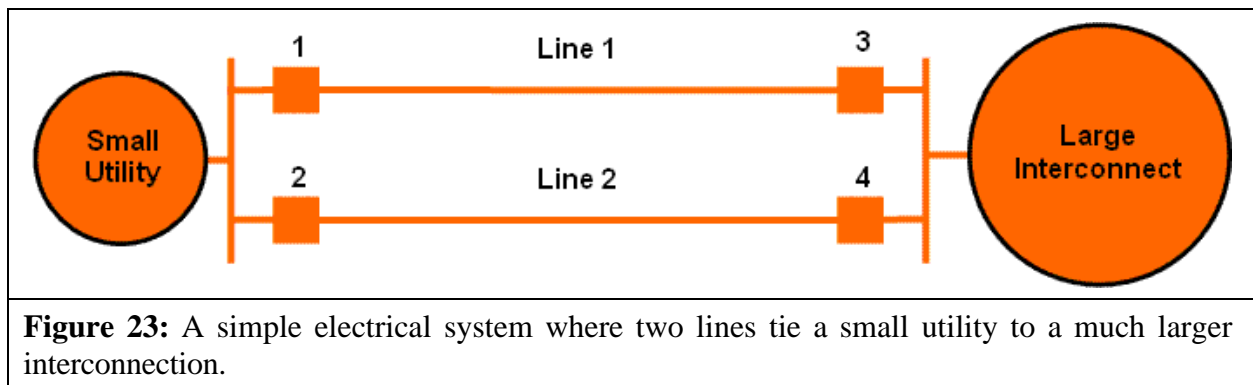 1 Line 1 3
Small Utility
Large Interconnect
2 Line 2 4
Figure 23: A simple electrical system where two lines tie a small utility to a much larger
interconnection.